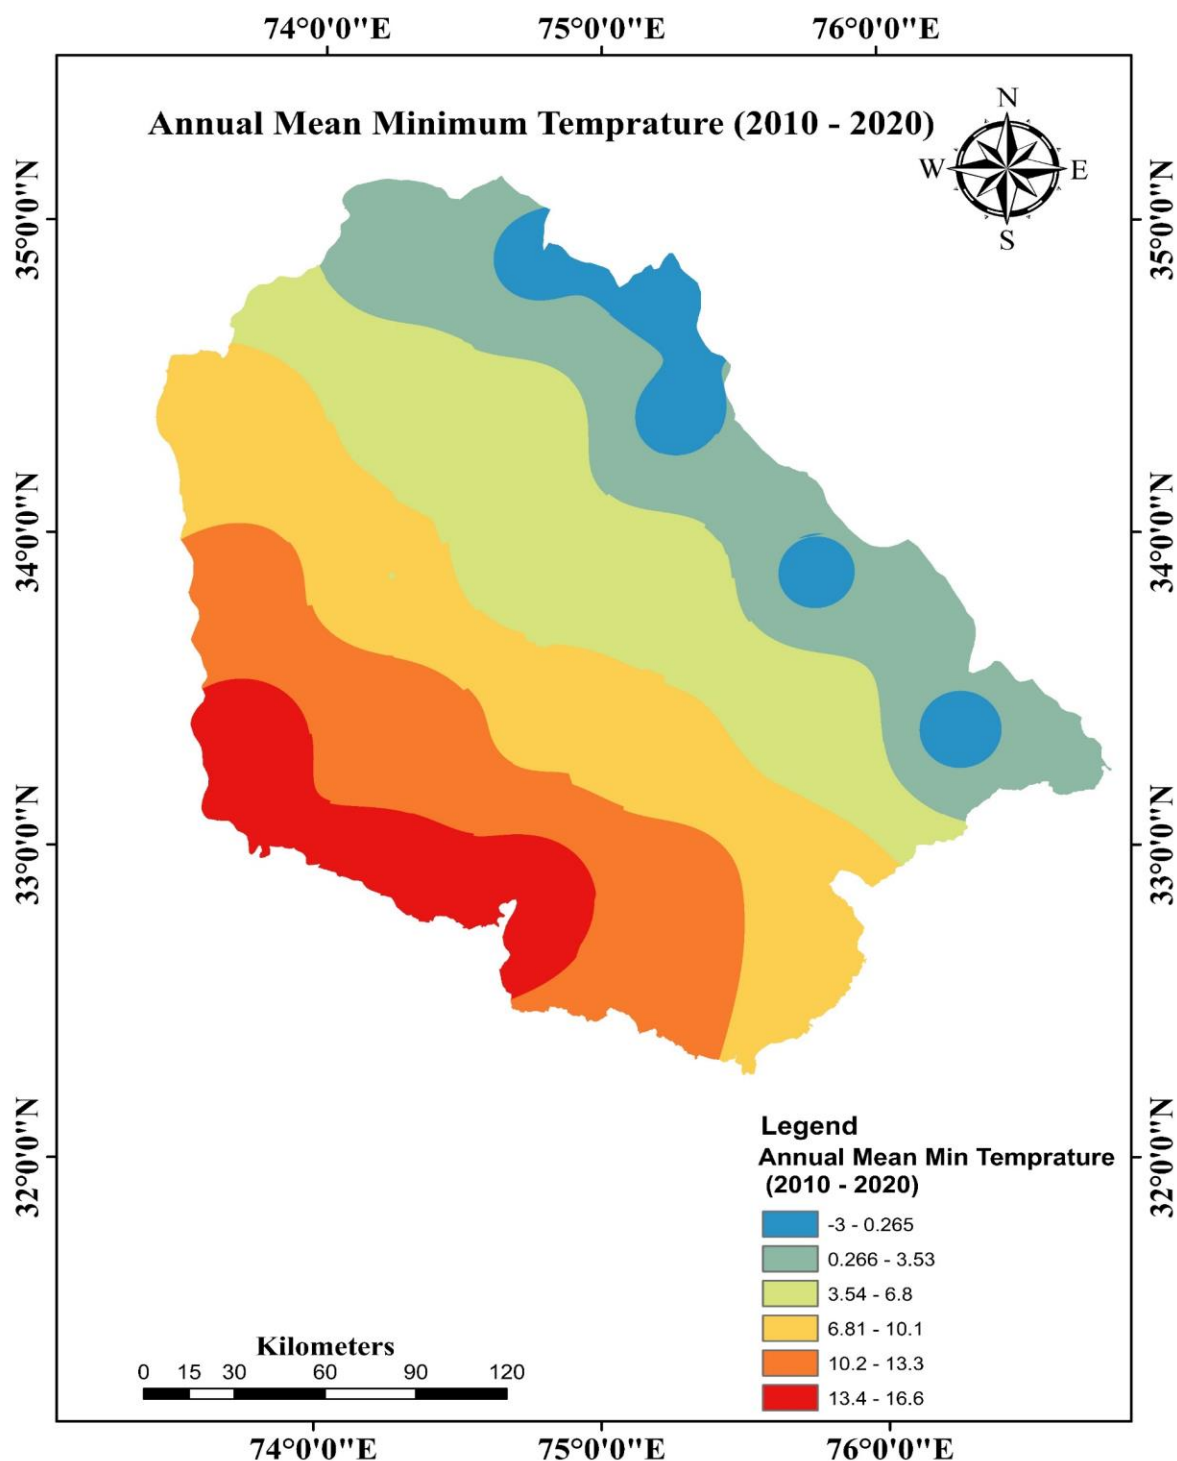 74°0'0"E 75°0'0"E 76°0'0"E
Annual Mean Minimum Temprature (2010 - 2020)
N
W E
S
35°0'0"N 35°0'0"N
34°0'0"N 34°0'0"N
33°0'0"N 33°0'0"N
32°0'0"N 32°0'0"N
Legend
Annual Mean Min Temprature
(2010 - 2020)
-3 - 0.265
0.266 - 3.53
3.54 - 6.8
6.81 - 10.1
10.2 - 13.3
13.4 - 16.6
Kilometers
0 15 30 60 90 120
74°0'0"E 75°0'0"E 76°0'0"E